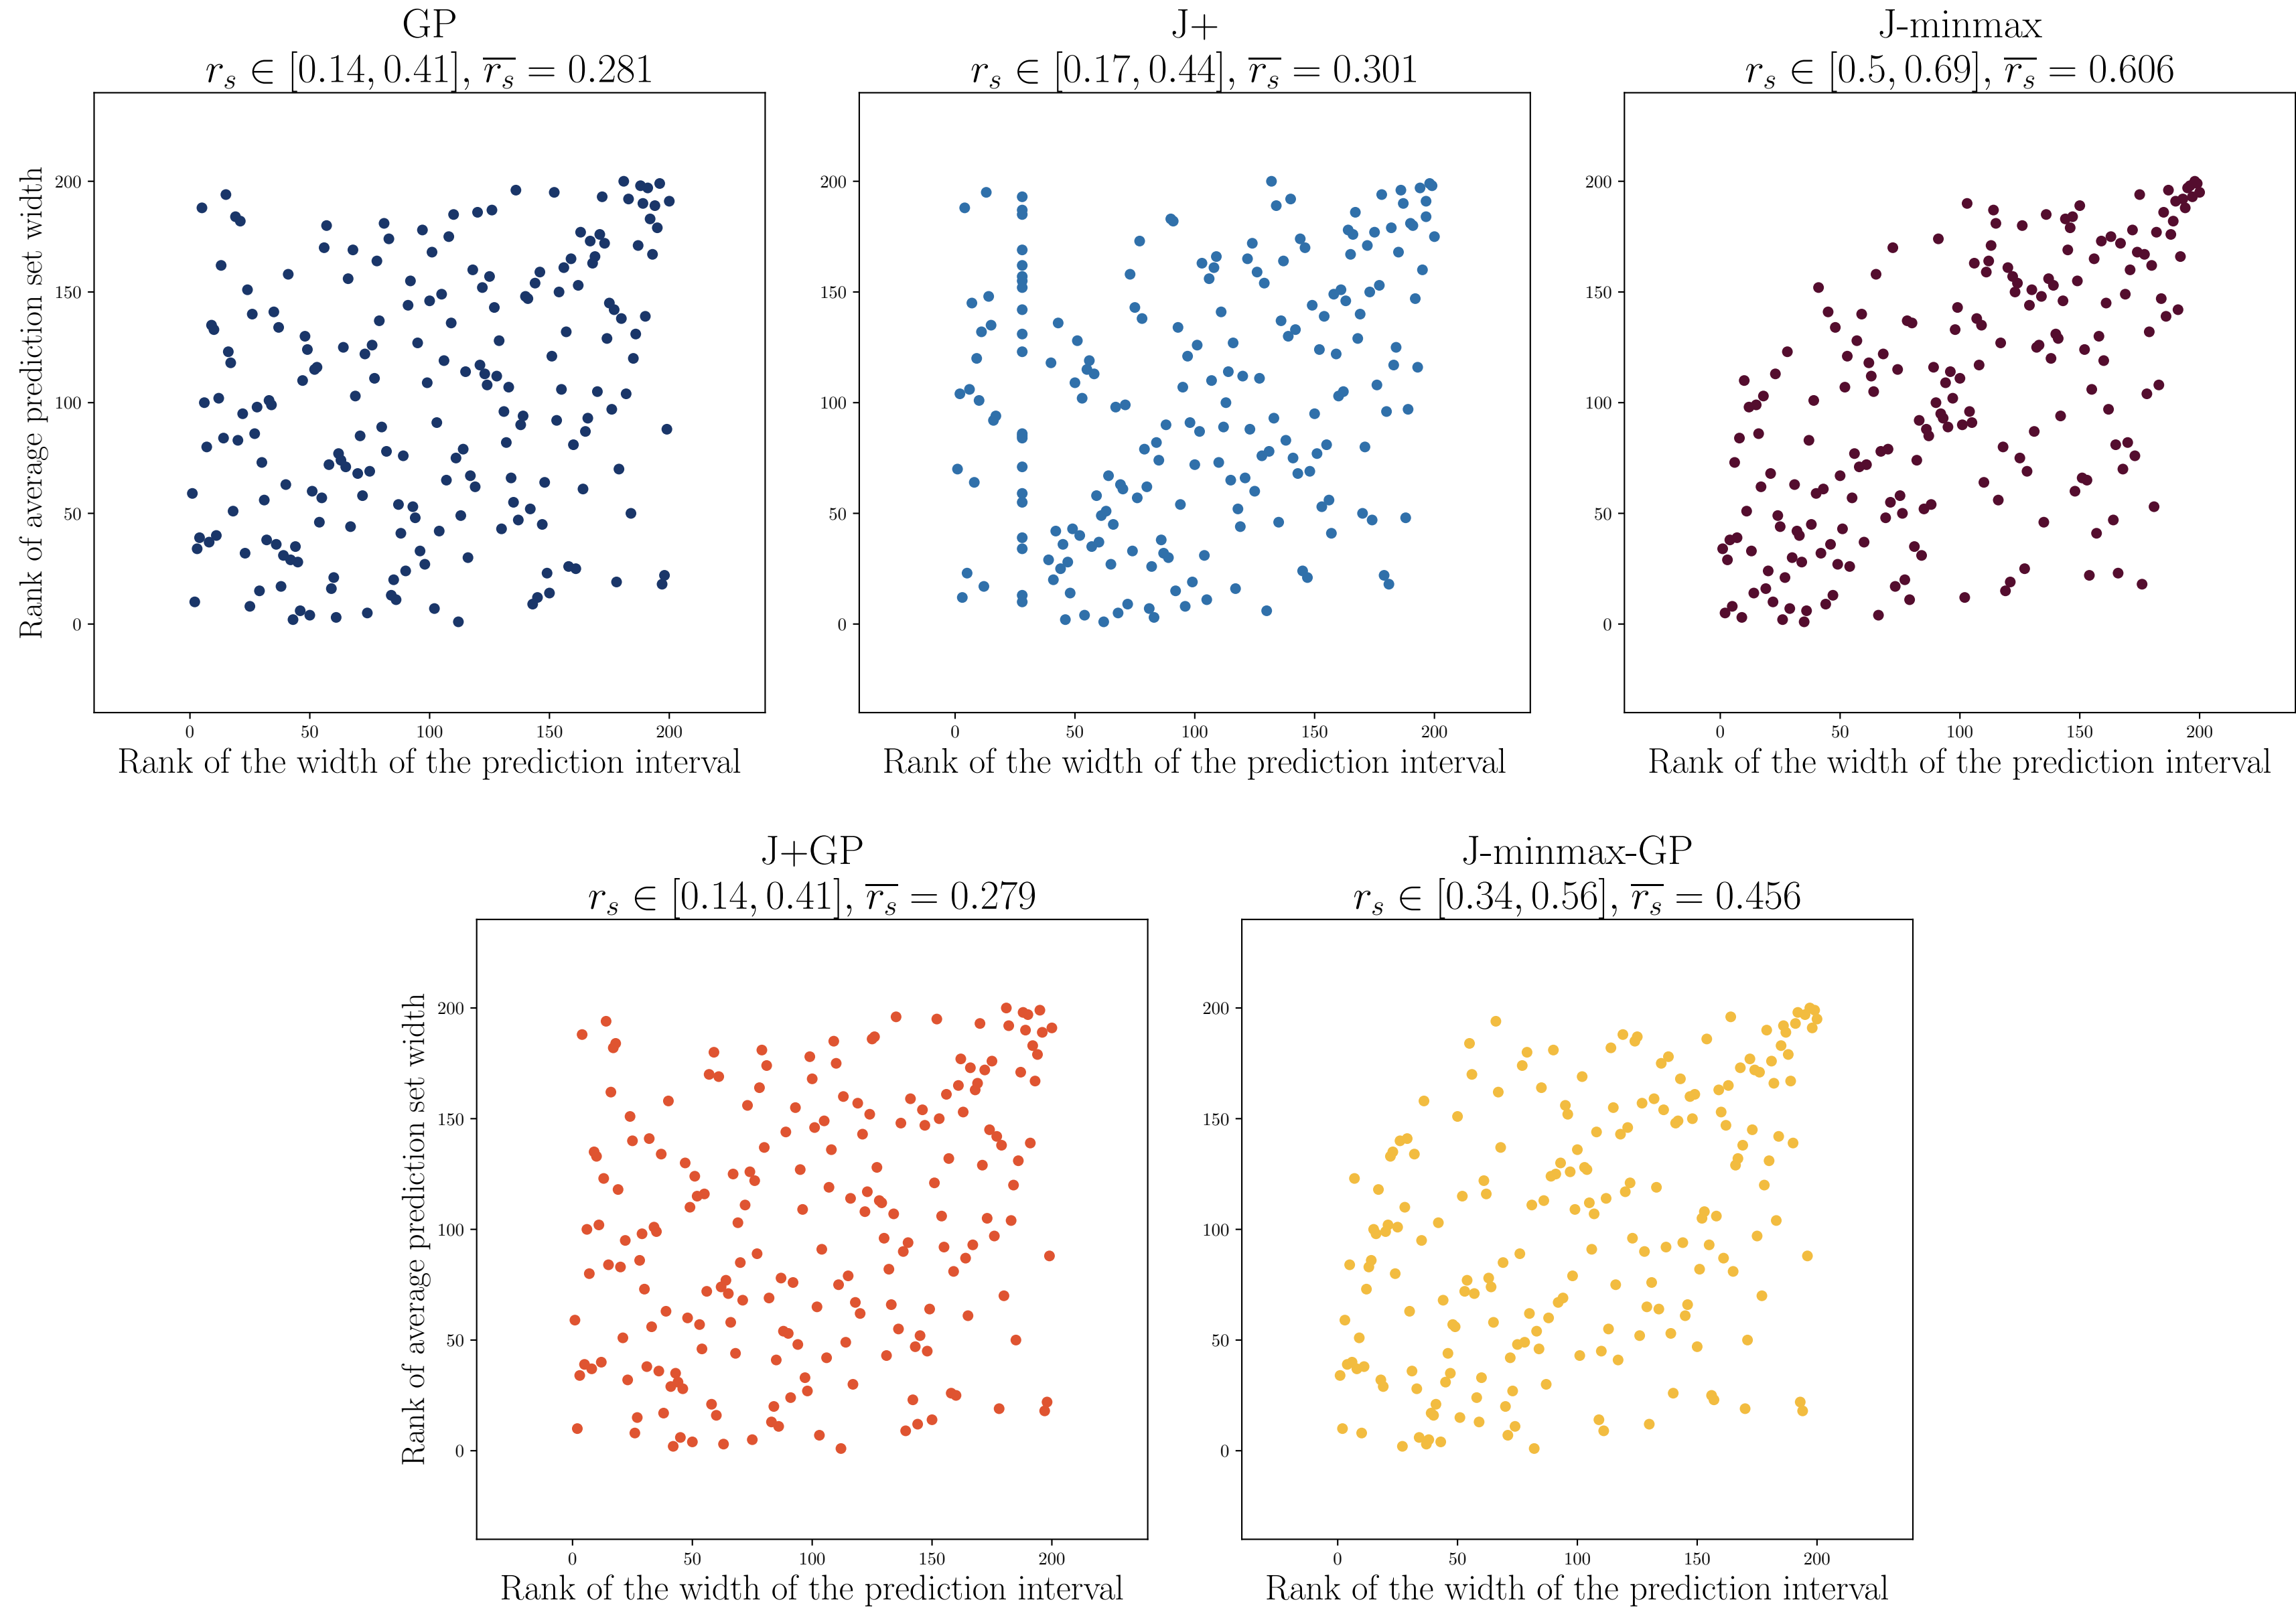 GP
r_s ∈ [0.14, 0.41], \overline{r_s} = 0.281
Rank of average prediction set width
200
150
100
50
0
0 50 100 150 200
Rank of the width of the prediction interval
J+
r_s ∈ [0.17, 0.44], \overline{r_s} = 0.301
200
150
100
50
0
0 50 100 150 200
Rank of the width of the prediction interval
J-minmax
r_s ∈ [0.5, 0.69], \overline{r_s} = 0.606
200
150
100
50
0
0 50 100 150 200
Rank of the width of the prediction interval
J+GP
r_s ∈ [0.14, 0.41], \overline{r_s} = 0.279
Rank of average prediction set width
200
150
100
50
0
0 50 100 150 200
Rank of the width of the prediction interval
J-minmax-GP
r_s ∈ [0.34, 0.56], \overline{r_s} = 0.456
200
150
100
50
0
0 50 100 150 200
Rank of the width of the prediction interval